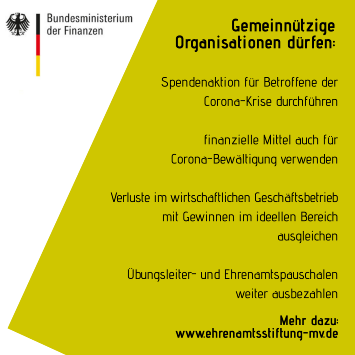 Bundesministerium
der Finanzen
Gemeinnützige
Organisationen dürfen:
Spendenaktion für Betroffene der
Corona-Krise durchführen
finanzielle Mittel auch für
Corona-Bewältigung verwenden
Verluste im wirtschaftlichen Geschäftsbetrieb
mit Gewinnen im ideellen Bereich
ausgleichen
Übungsleiter- und Ehrenamtspauschalen
weiter ausbezahlen
Mehr dazu:
www.ehrenamtsstiftung-mv.de